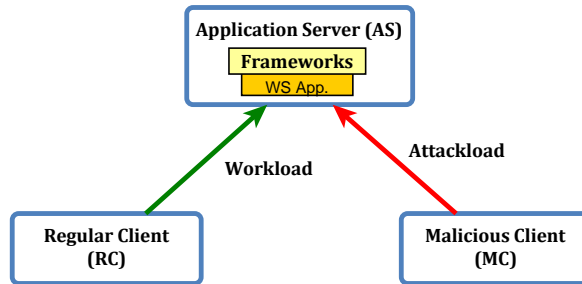 Application Server (AS)
Frameworks
WS App.
Workload
Attackload
Regular Client
(RC)
Malicious Client
(MC)